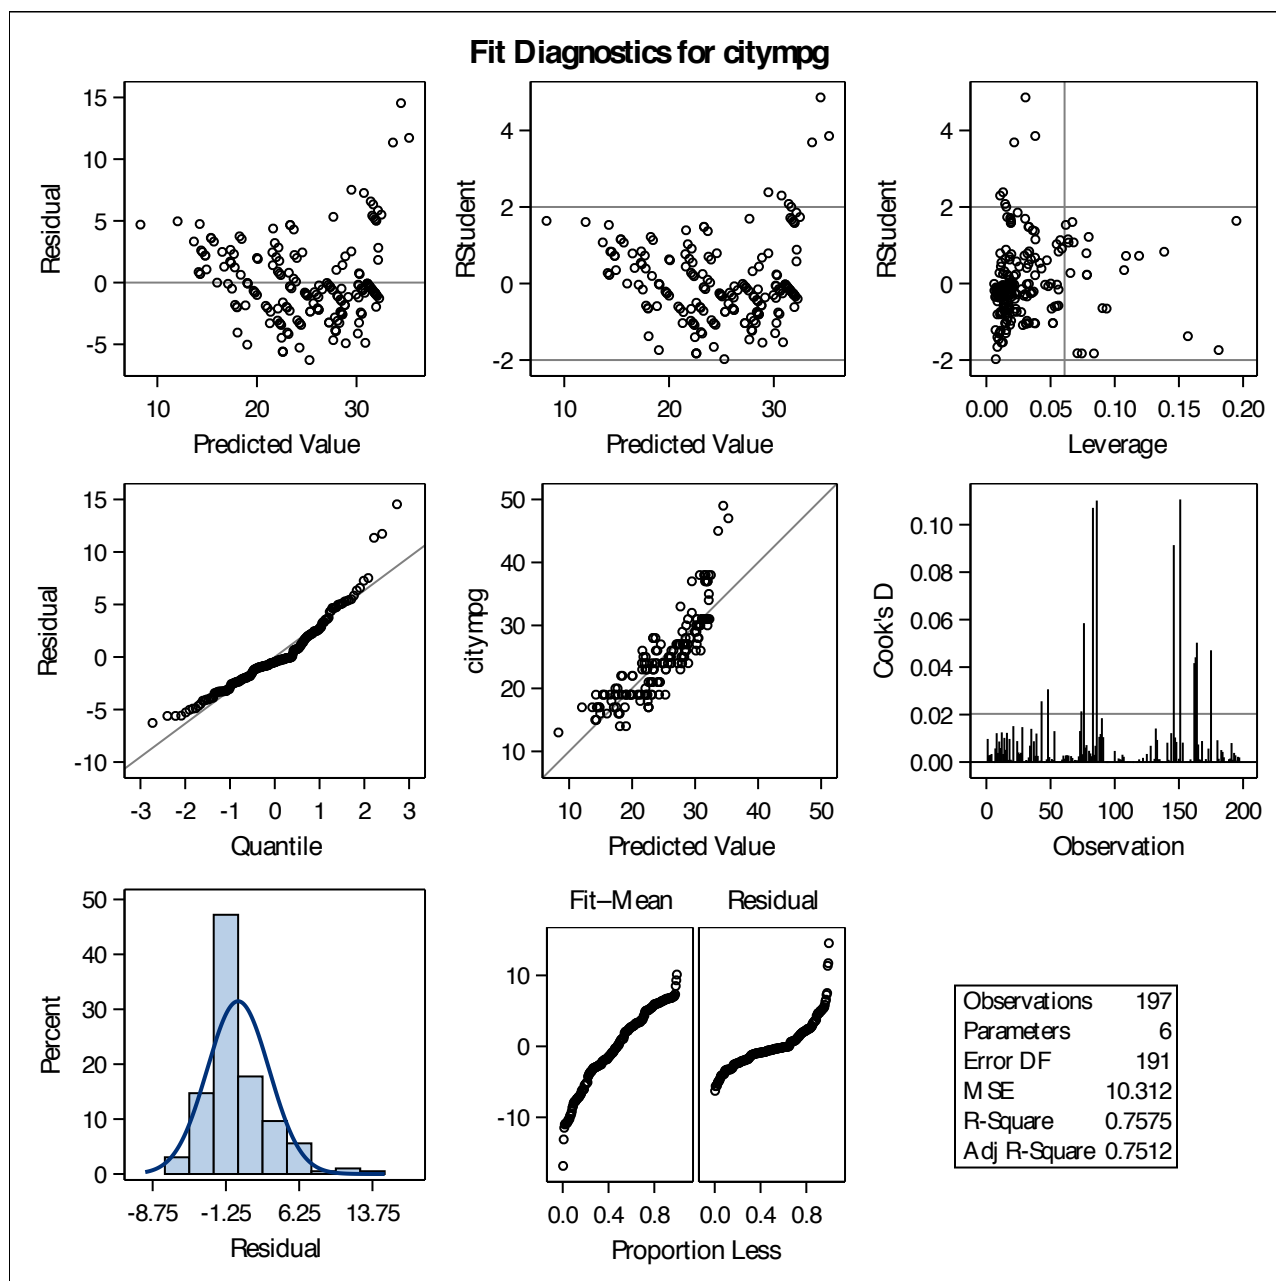 Fit Diagnostics for citympg
15
10
5
0
-5
Residual
10 20 30
Predicted Value
4
2
0
-2
RStudent
10 20 30
Predicted Value
4
2
0
-2
RStudent
0.00 0.05 0.10 0.15 0.20
Leverage
15
10
5
0
-5
-10
Residual
-3 -2 -1 0 1 2 3
Quantile
50
40
30
20
10
citympg
10 20 30 40 50
Predicted Value
0.10
0.08
0.06
0.04
0.02
0.00
Cook's D
0 50 100 150 200
Observation
50
40
30
20
10
0
Percent
-8.75 -1.25 6.25 13.75
Residual
Fit–Mean Residual
10
0
-10
0.0 0.4 0.8 0.0 0.4 0.8
Proportion Less
Observations 197
Parameters 6
Error DF 191
MSE 10.312
R-Square 0.7575
Adj R-Square 0.7512